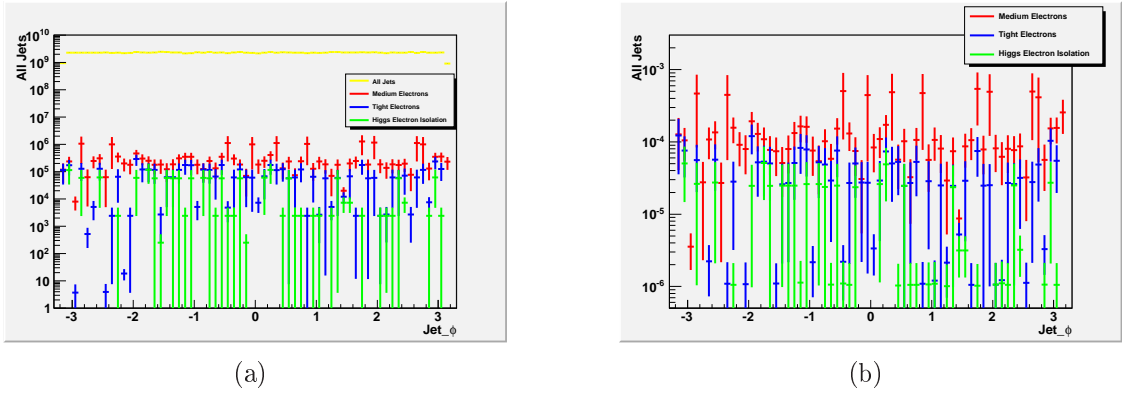 All Jets
10^10
10^9
10^8
10^7
10^6
10^5
10^4
10^3
10^2
10
1
-3 -2 -1 0 1 2 3
Jet_ϕ
All Jets
Medium Electrons
Tight Electrons
Higgs Electron Isolation
(a)
All Jets
10^-3
10^-4
10^-5
10^-6
-3 -2 -1 0 1 2 3
Jet_ϕ
Medium Electrons
Tight Electrons
Higgs Electron Isolation
(b)